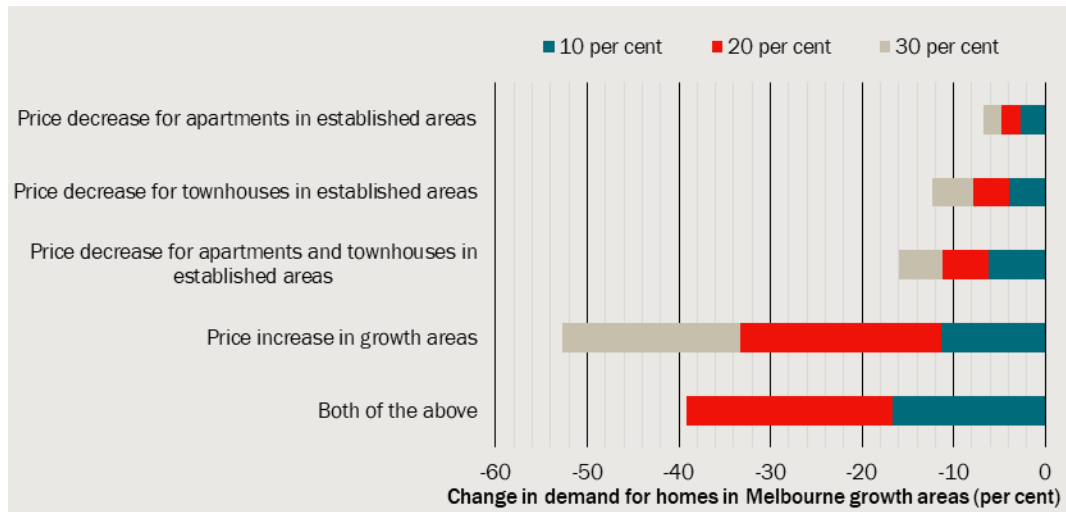 10 per cent
20 per cent
30 per cent
Price decrease for apartments in established areas
Price decrease for townhouses in established areas
Price decrease for apartments and townhouses in
established areas
Price increase in growth areas
Both of the above
-60 -50 -40 -30 -20 -10 0
Change in demand for homes in Melbourne growth areas (per cent)